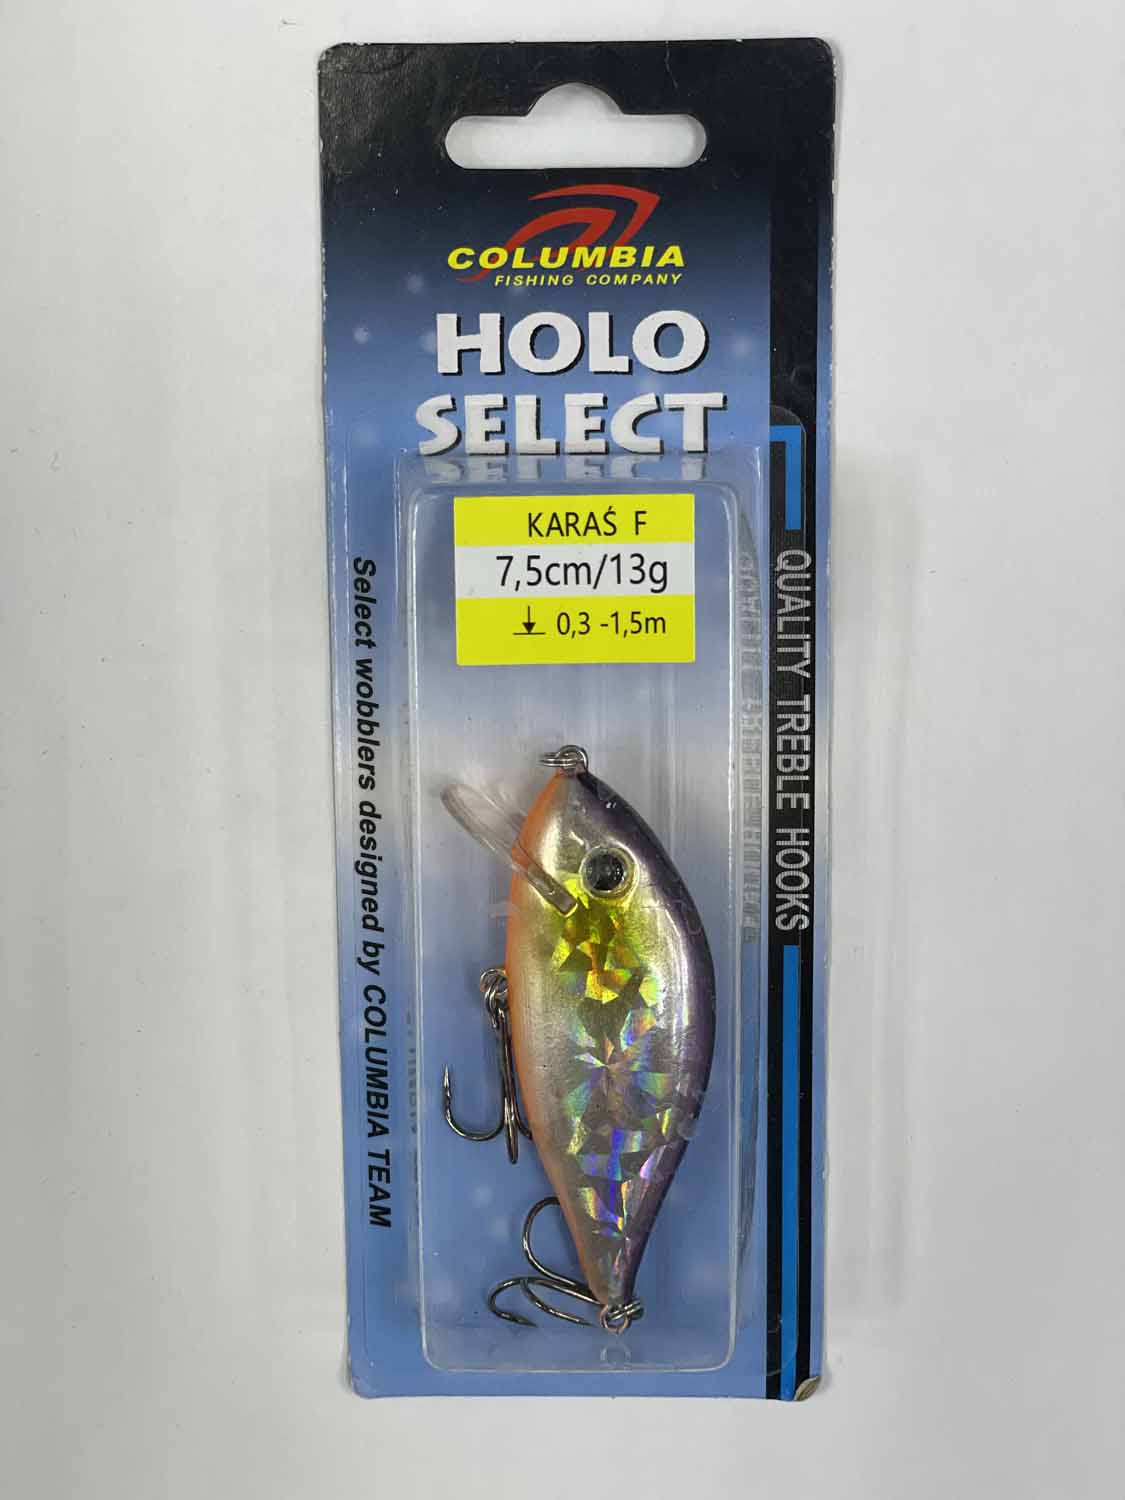 COLUMBIA
FISHING COMPANY
HOLO
SELECT
KARAŚ F
7,5cm/13g
0,3 -1,5m
Select wobblers designed by COLUMBIA TEAM
QUALITY TREBLE HOOKS